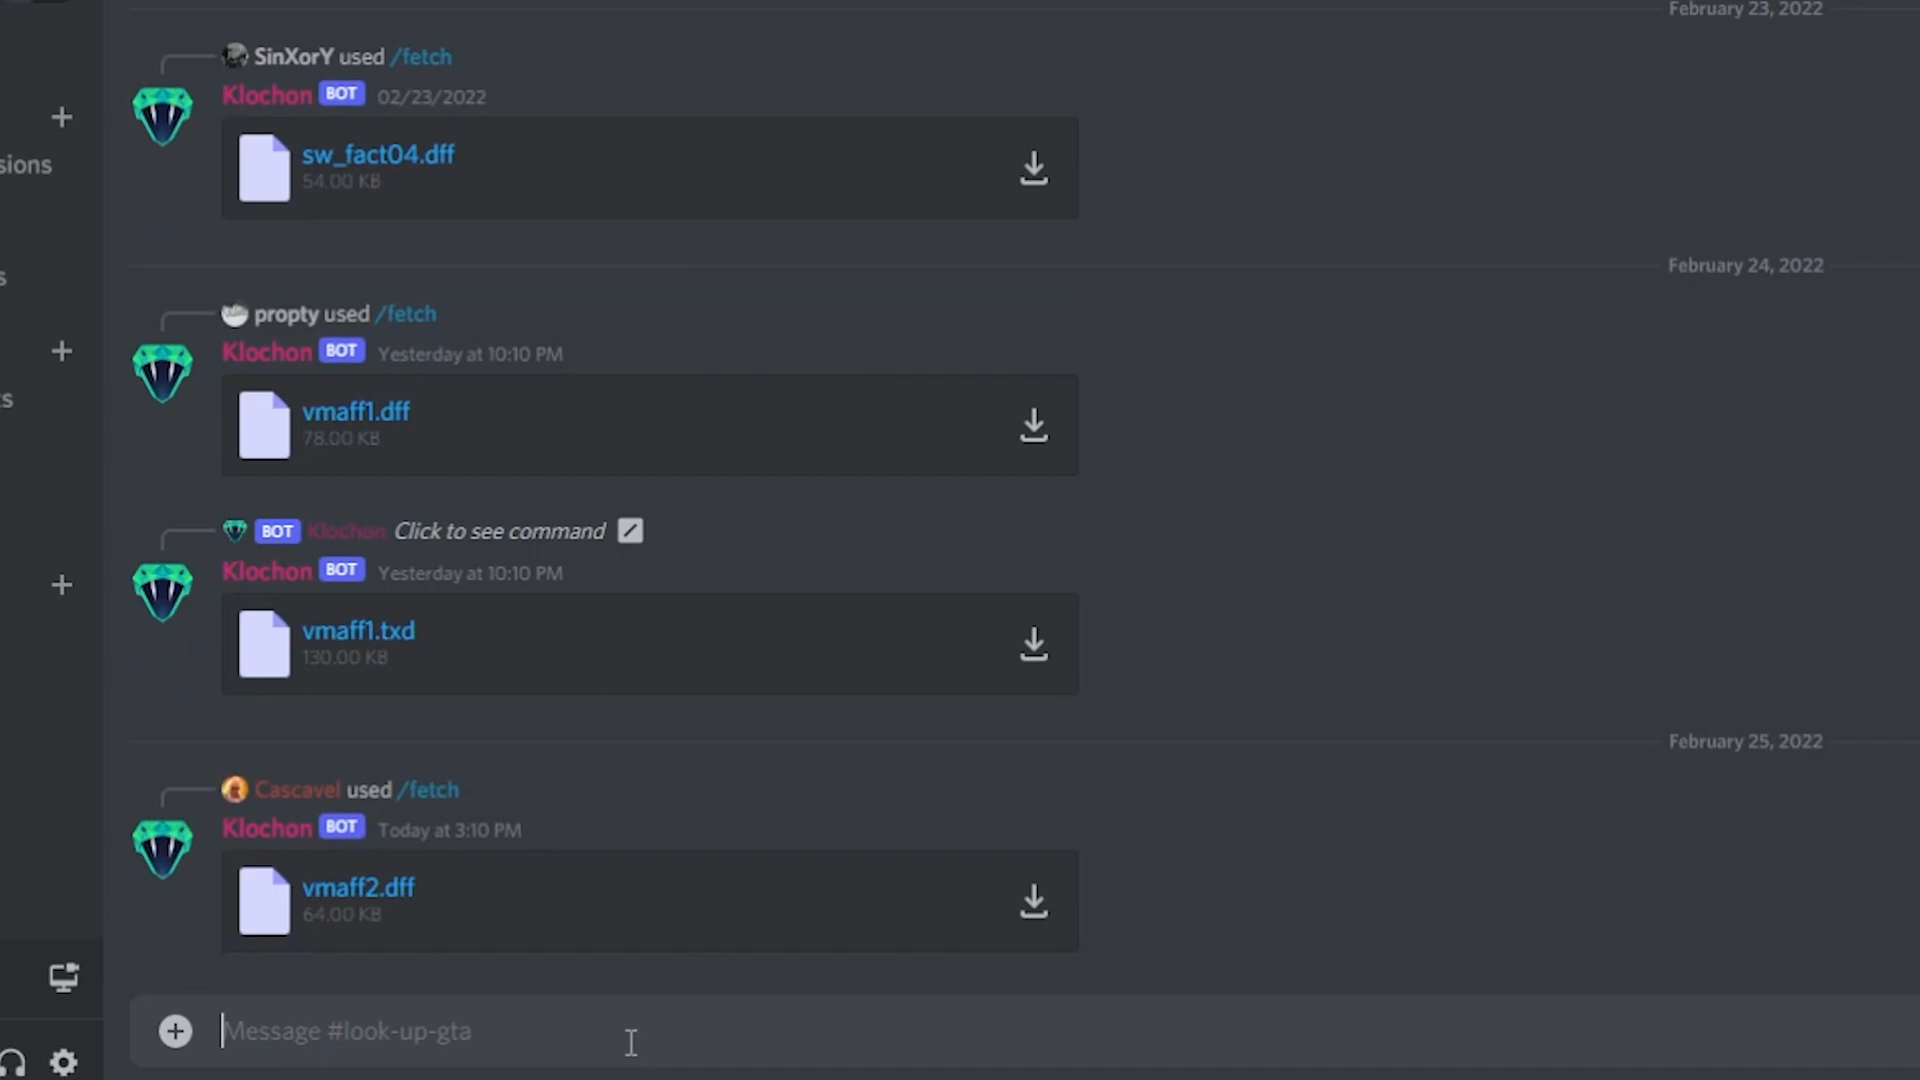 February 23, 2022
SinXorY used /fetch
Klochon BOT 02/23/2022
sions
sw_fact04.dff
54.00 KB
February 24, 2022
s
propty used /fetch
Klochon BOT Yesterday at 10:10 PM
vmaff1.dff
78.00 KB
BOT Klochon Click to see command
Klochon BOT Yesterday at 10:10 PM
vmaff1.txd
130.00 KB
February 25, 2022
Cascavel used /fetch
Klochon BOT Today at 3:10 PM
vmaff2.dff
64.00 KB
Message #look-up-gta